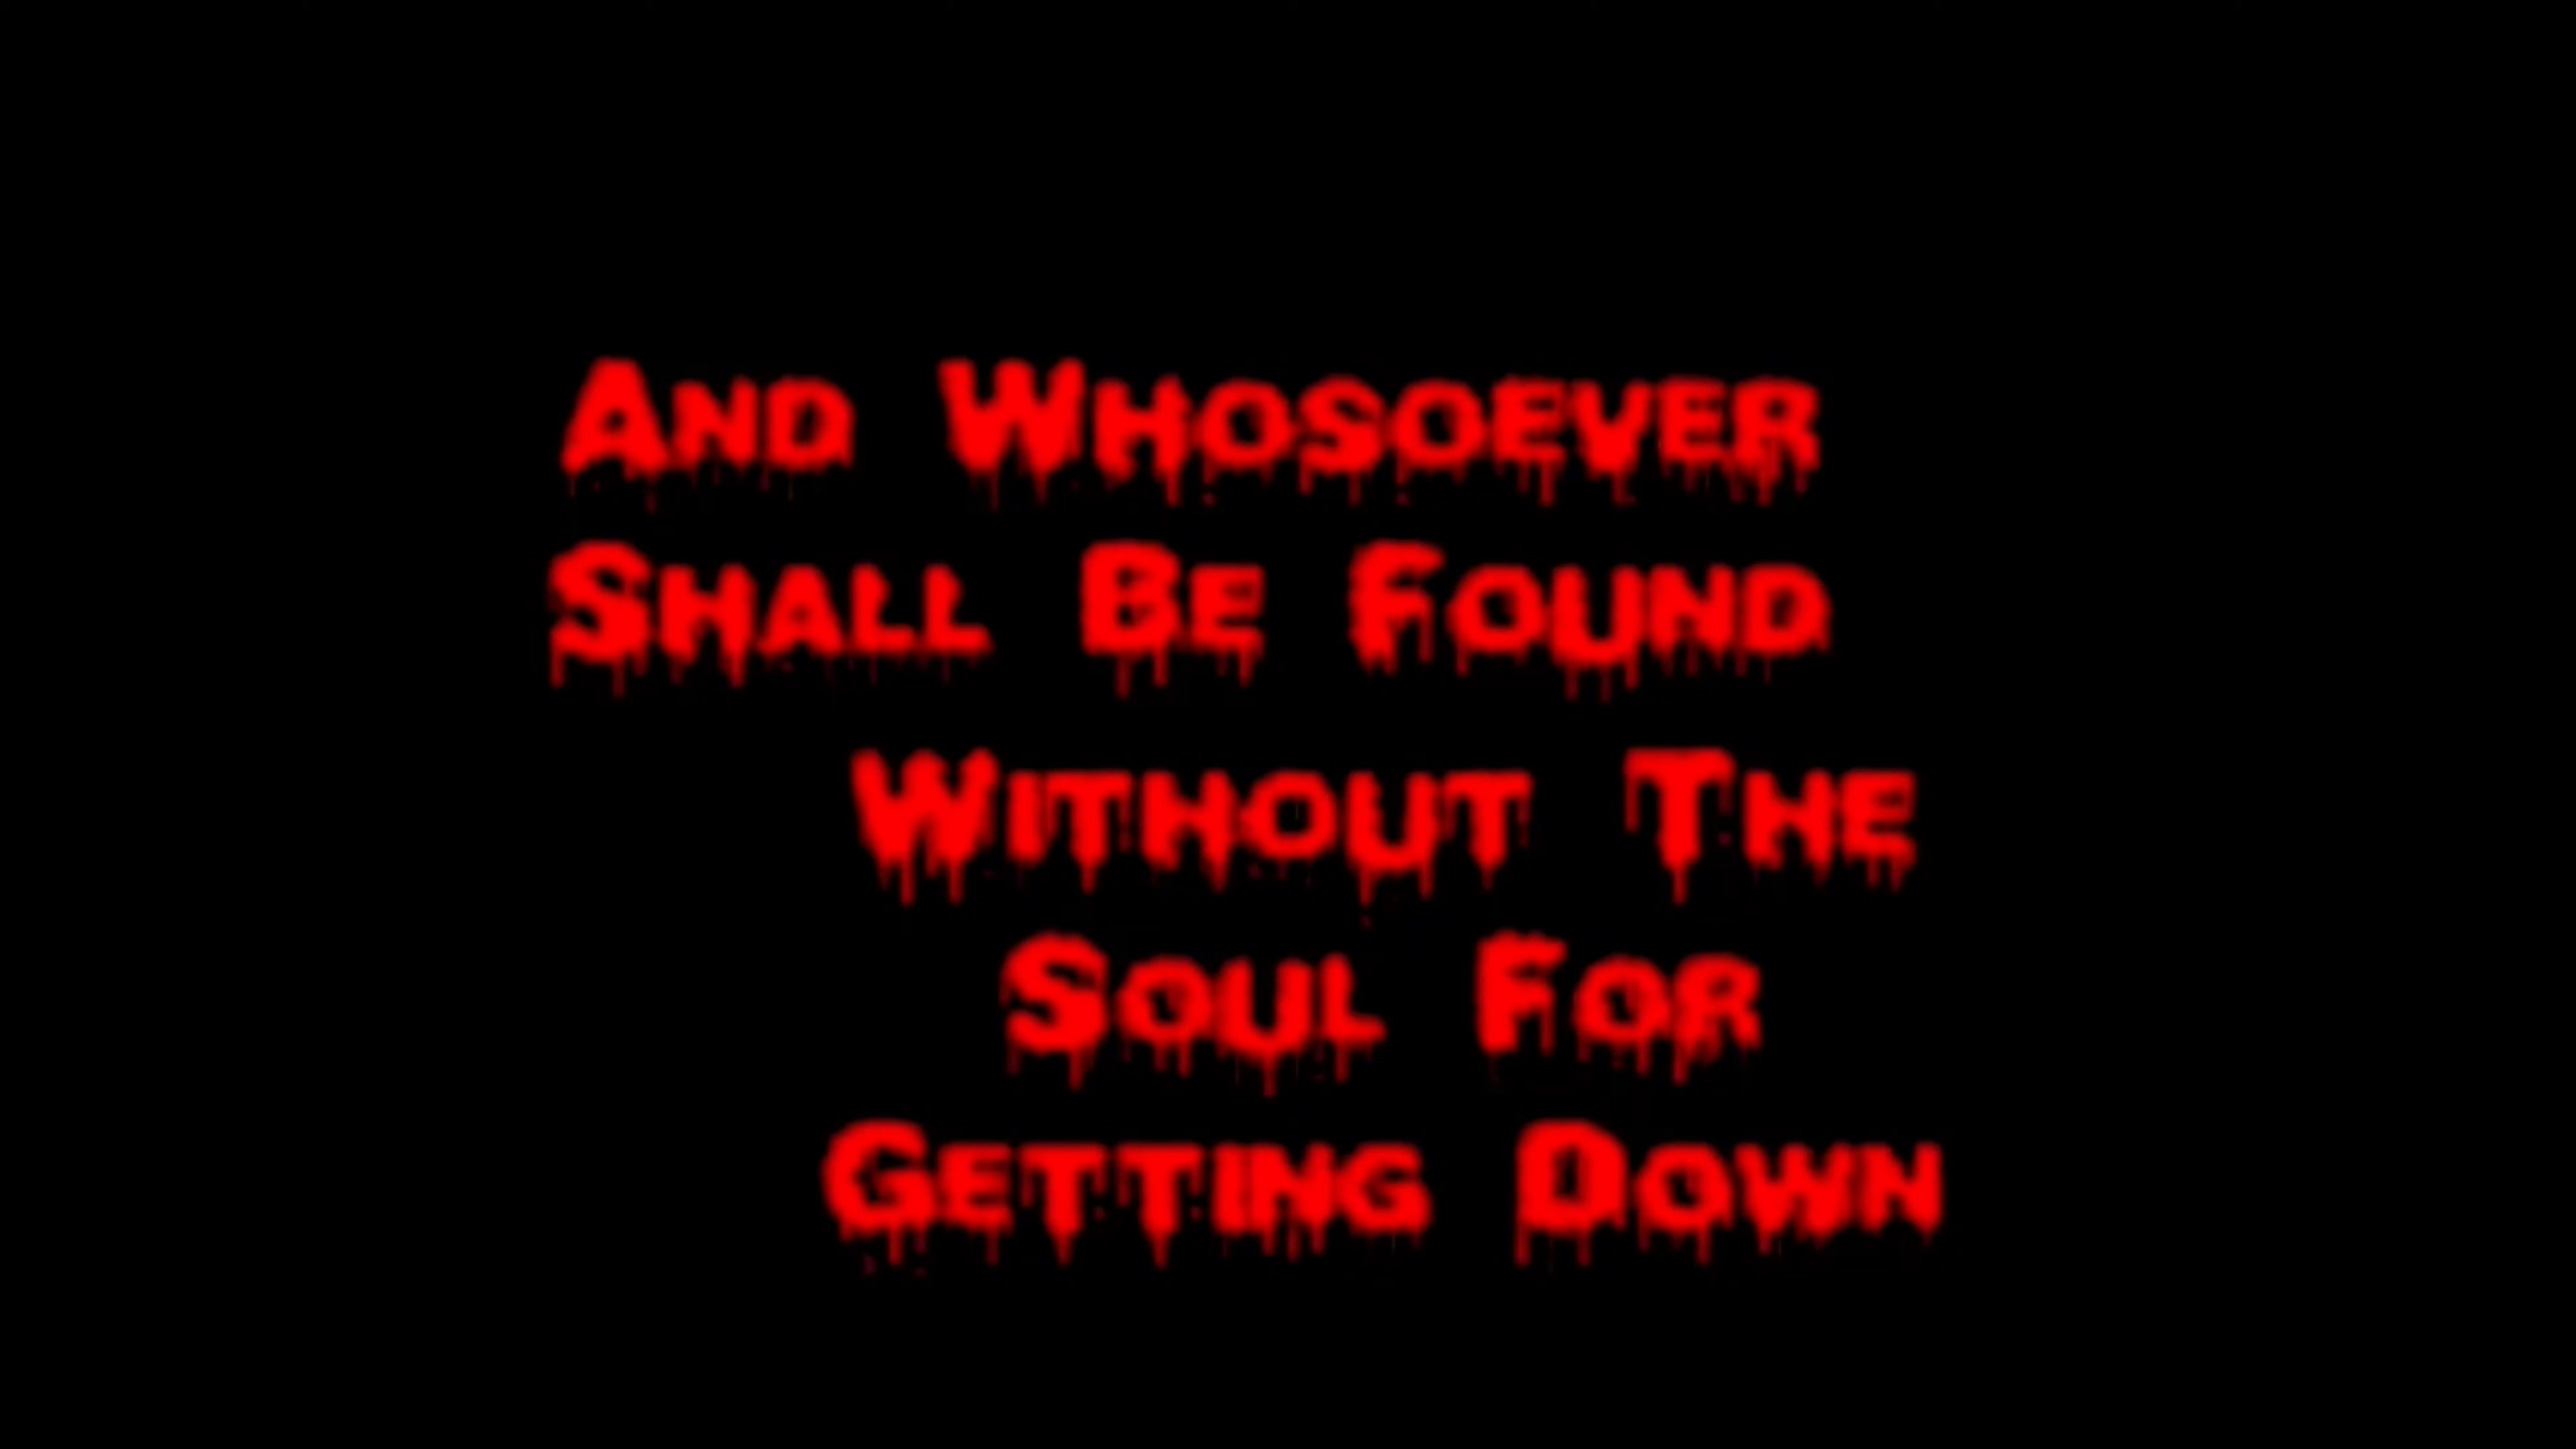 And Whosoever
Shall Be Found
Without The
Soul For
Getting Down